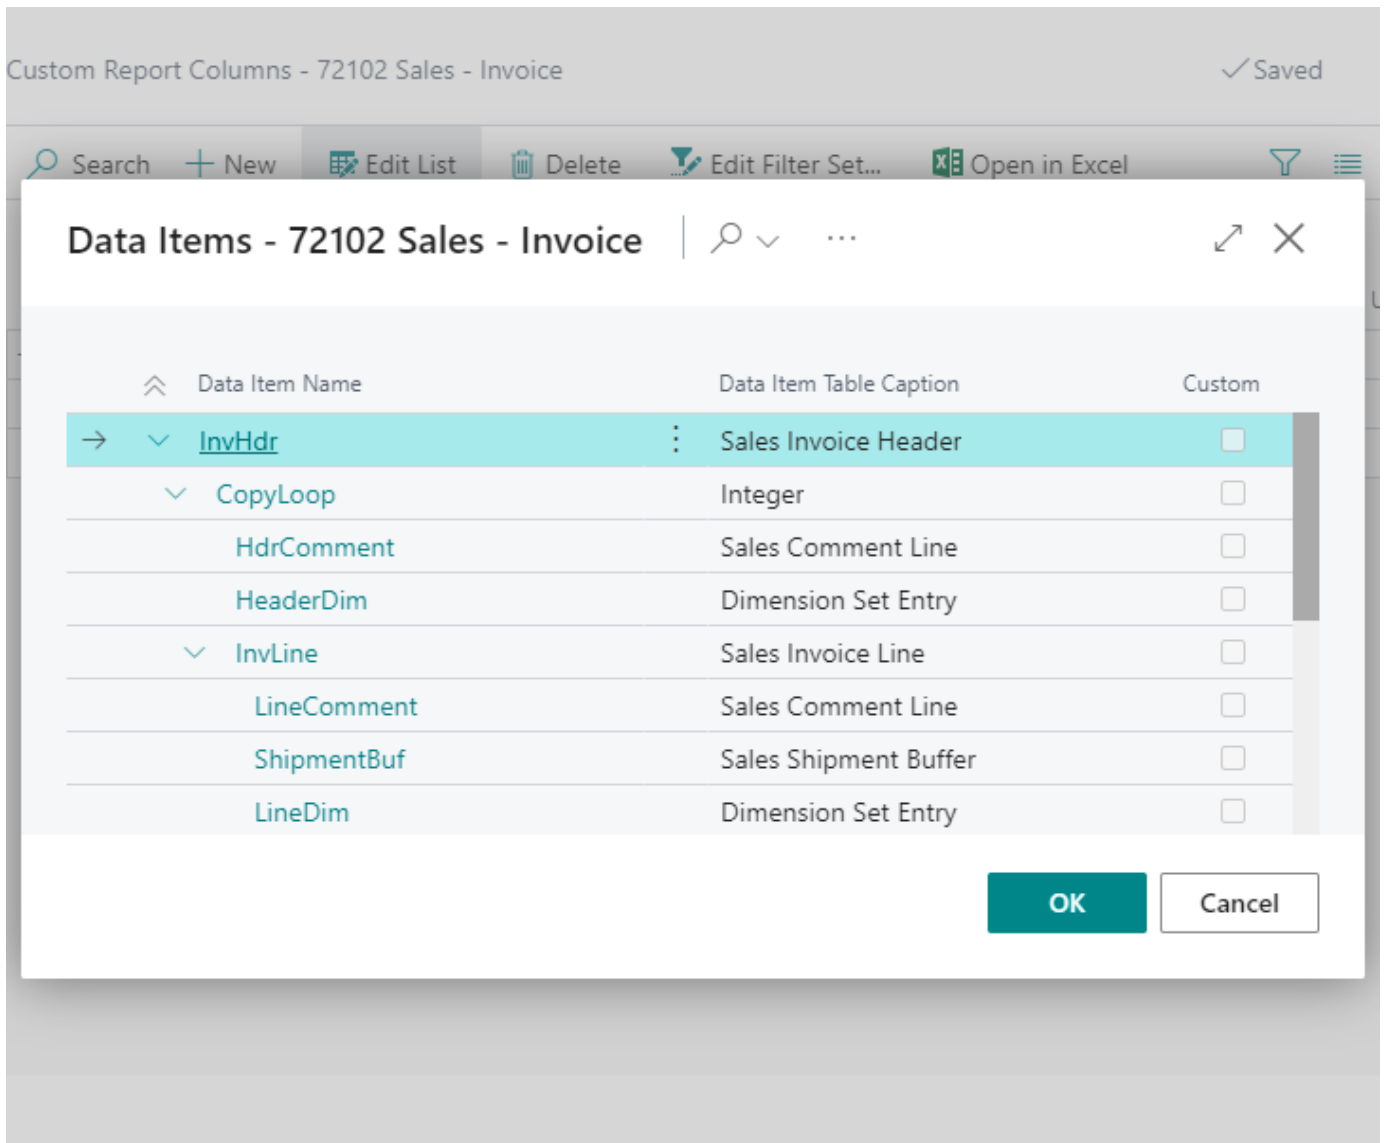 Custom Report Columns - 72102 Sales - Invoice Saved
Search New Edit List Delete Edit Filter Set... Open in Excel
Data Items - 72102 Sales - Invoice
Data Item Name Data Item Table Caption Custom
InvHdr Sales Invoice Header
CopyLoop Integer
HdrComment Sales Comment Line
HeaderDim Dimension Set Entry
InvLine Sales Invoice Line
LineComment Sales Comment Line
ShipmentBuf Sales Shipment Buffer
LineDim Dimension Set Entry
OK Cancel